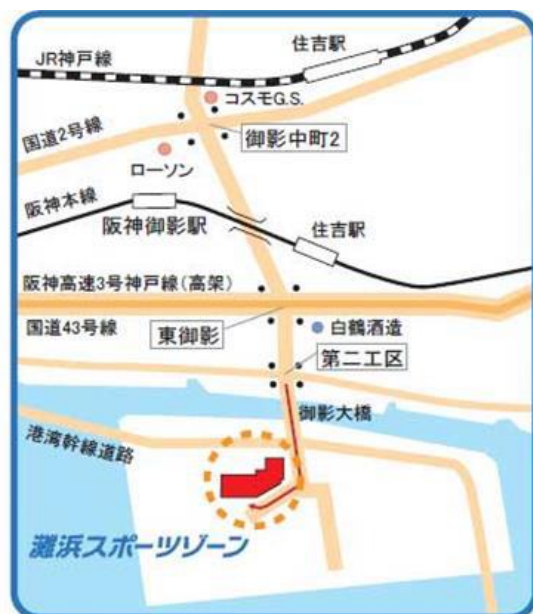 住吉駅
JR神戸線
コスモG.S.
国道2号線
御影中町2
ローソン
阪神本線
阪神御影駅
住吉駅
阪神高速3号神戸線(高架)
国道43号線
東御影
白鶴酒造
第二工区
御影大橋
港湾幹線道路
灘浜スポーツゾーン